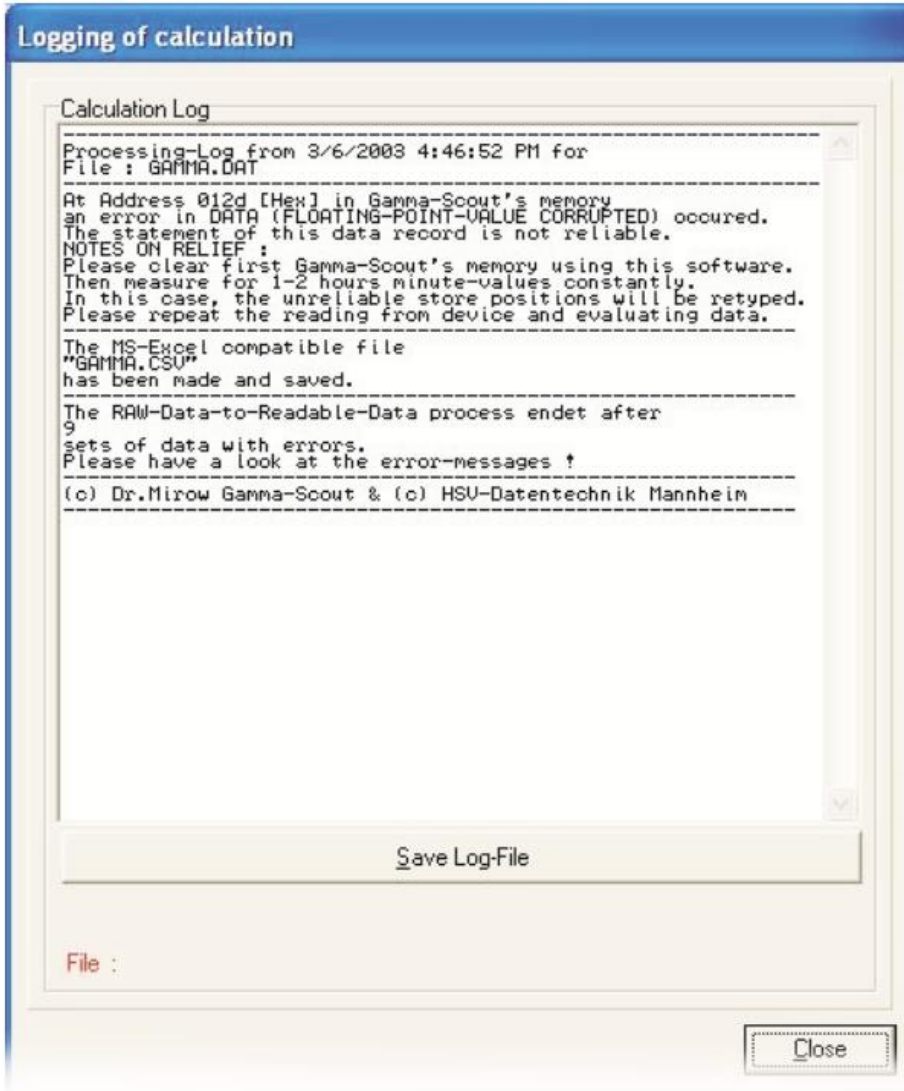 Logging of calculation
Calculation Log
--------------------------------------------------------------
Processing-Log from 3/6/2003 4:46:52 PM for
File : GAMMA.DAT
--------------------------------------------------------------
At Address 012d [Hex] in Gamma-Scout's memory
an error in DATA (FLOATING-POINT-VALUE CORRUPTED) occured.
The statement of this data record is not reliable.
NOTES ON RELIEF :
Please clear first Gamma-Scout's memory using this software.
Then measure for 1-2 hours minute-values constantly.
In this case, the unreliable store positions will be retyped.
Please repeat the reading from device and evaluating data.
------------------------------------------------------------
The MS-Excel compatible file
"GAMMA.CSV"
has been made and saved.
------------------------------------------------------------
The RAW-Data-to-Readable-Data process endet after
9
sets of data with errors.
Please have a look at the error-messages !
------------------------------------------------------------
(c) Dr.Mirow Gamma-Scout & (c) HSV-Datentechnik Mannheim
------------------------------------------------------------
Save Log-File
File :
Close